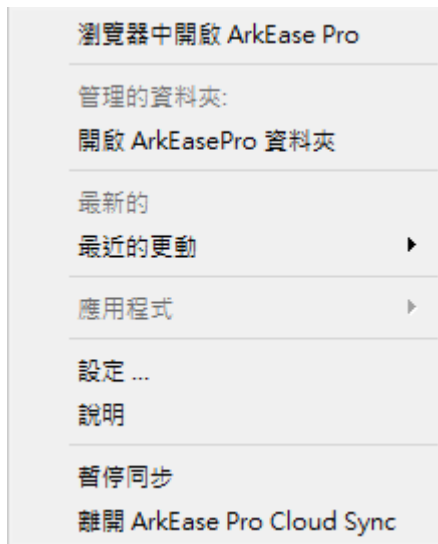 瀏覽器中開啟 ArkEase Pro
管理的資料夾:
開啟 ArkEasePro 資料夾
最新的
最近的更動
應用程式
設定 ...
說明
暫停同步
離開 ArkEase Pro Cloud Sync